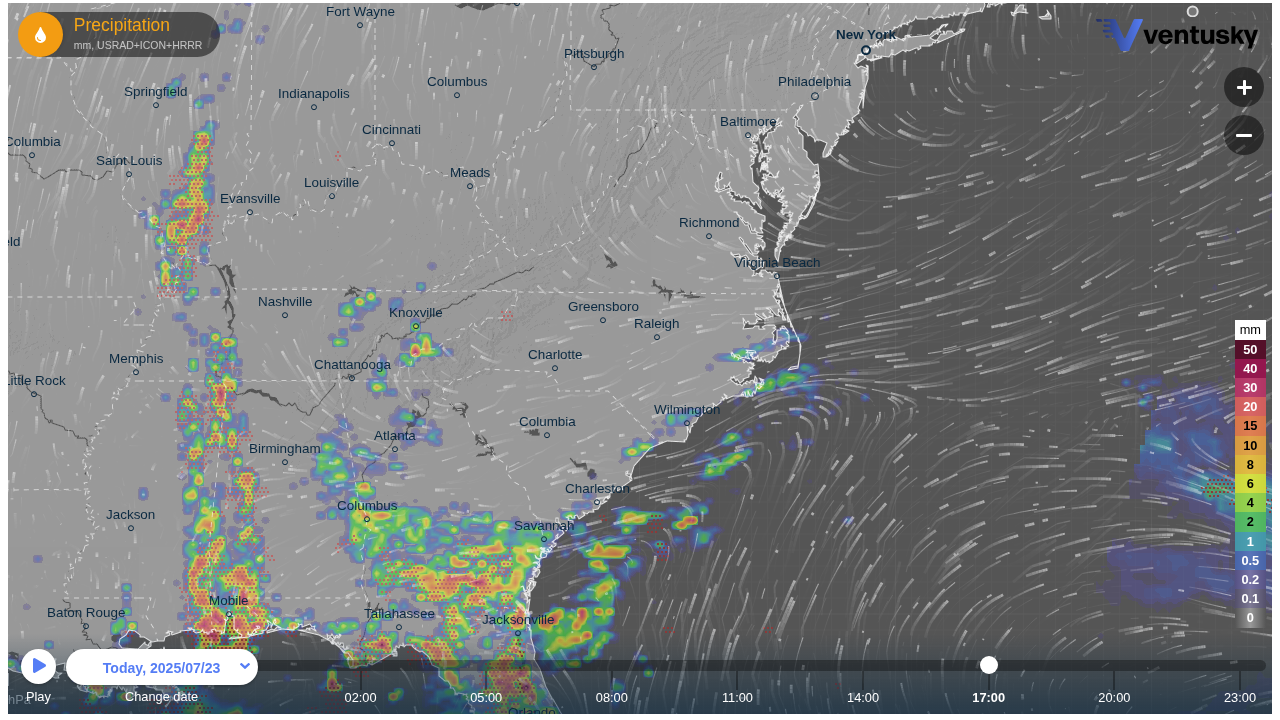 Precipitation
mm, USRAD+ICON+HRRR
Fort Wayne
New York
ventusky
Pittsburgh
Springfield
Indianapolis
Columbus
Philadelphia
+
Columbia
Cincinnati
Baltimore
−
Saint Louis
Louisville
Meads
Evansville
Richmond
eld
Virginia Beach
Nashville
Knoxville
Greensboro
Raleigh
mm
Memphis
Chattanooga
Charlotte
50
Little Rock
40
30
Wilmington
20
Columbia
Atlanta
15
Birmingham
10
8
Charleston
6
Jackson
Columbus
4
Savannah
2
1
0.5
0.2
Baton Rouge
Mobile
Tallahassee
Jacksonville
0.1
0
Today, 2025/07/23
Play
Change date
02:00
05:00
08:00
11:00
14:00
17:00
20:00
23:00
hPa
Orlando